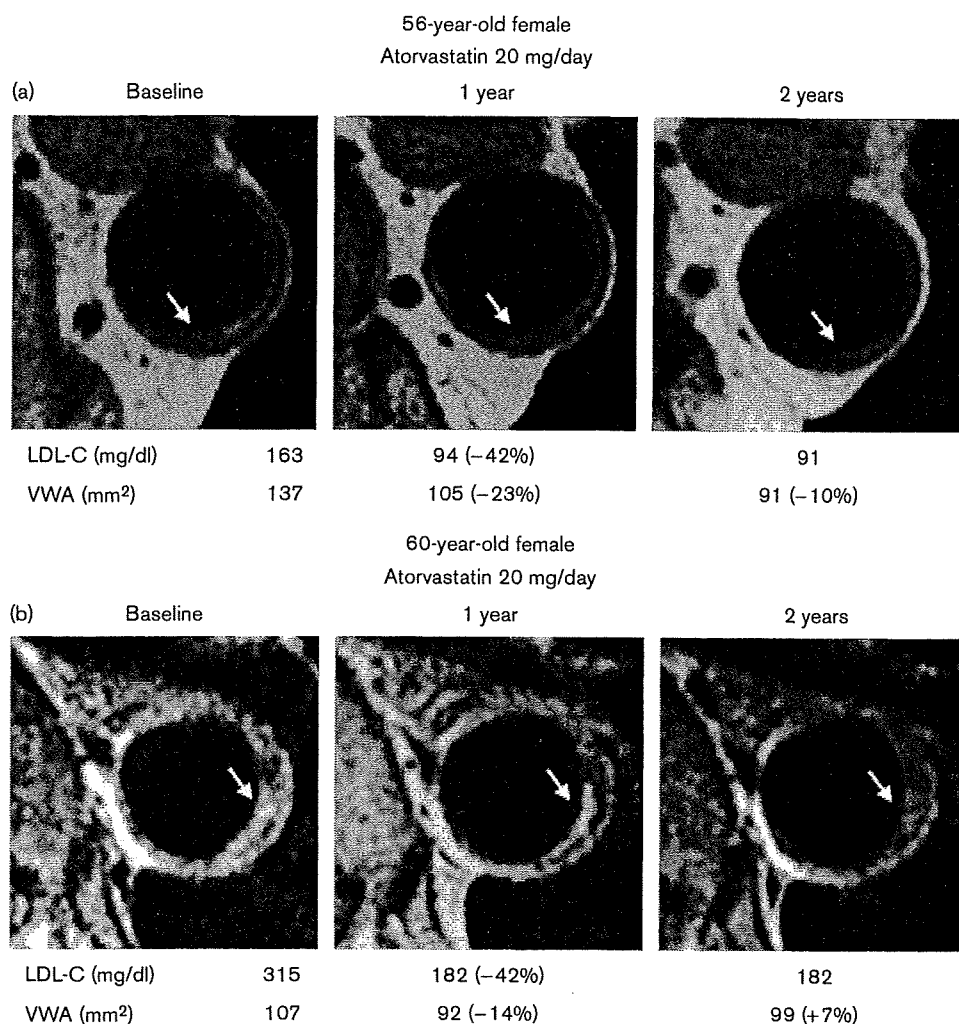 56-year-old female
Atorvastatin 20 mg/day
(a) Baseline 1 year 2 years
LDL-C (mg/dl) 163 94 (−42%) 91
VWA (mm²) 137 105 (−23%) 91 (−10%)
60-year-old female
Atorvastatin 20 mg/day
(b) Baseline 1 year 2 years
LDL-C (mg/dl) 315 182 (−42%) 182
VWA (mm²) 107 92 (−14%) 99 (+7%)